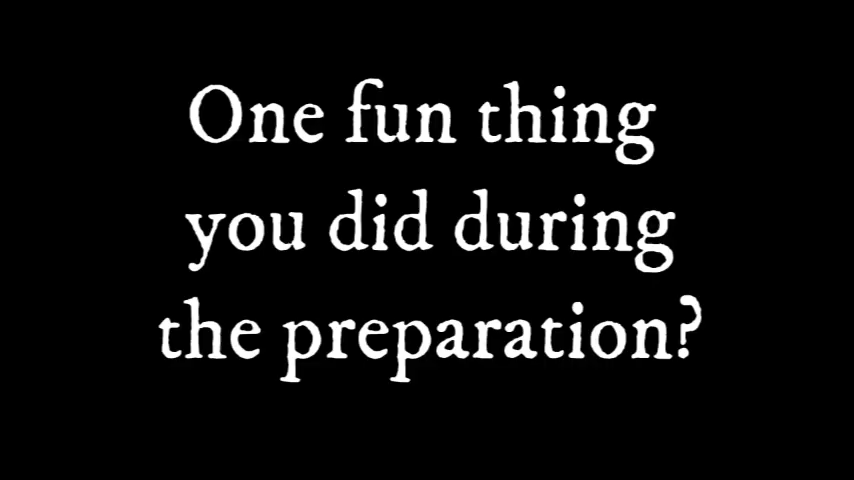 One fun thing
you did during
the preparation?